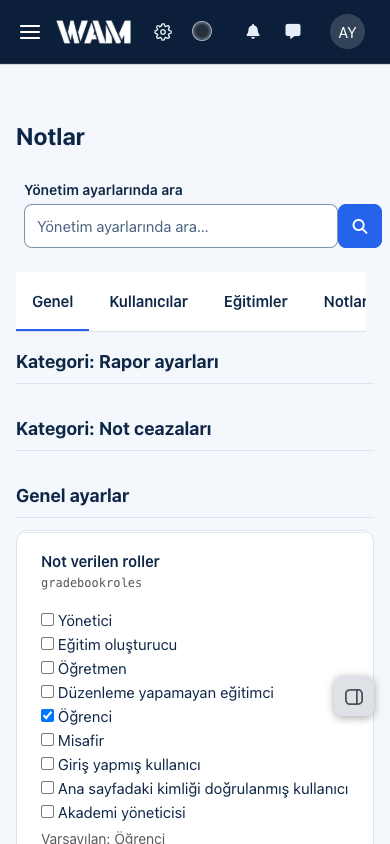 WAM
AY
Notlar
Yönetim ayarlarında ara
Yönetim ayarlarında ara...
Genel Kullanıcılar Eğitimler Notlar
Kategori: Rapor ayarları
Kategori: Not ceazaları
Genel ayarlar
Not verilen roller
gradebookroles
Yönetici
Eğitim oluşturucu
Öğretmen
Düzenleme yapamayan eğitimci
Öğrenci
Misafir
Giriş yapmış kullanıcı
Ana sayfadaki kimliği doğrulanmış kullanıcı
Akademi yöneticisi
Varsayılan: Öğrenci